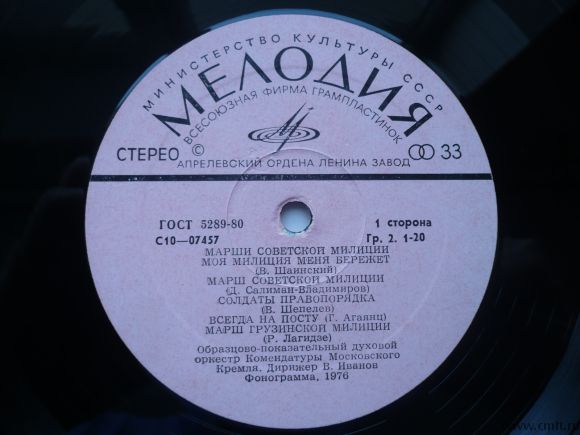 МИНИСТЕРСТВО КУЛЬТУРЫ СССР
МЕЛОДИЯ
ВСЕСОЮЗНАЯ ФИРМА ГРАМПЛАСТИНОК
СТЕРЕО © 33
АПРЕЛЕВСКИЙ ОРДЕНА ЛЕНИНА ЗАВОД
ГОСТ 5289-80 1 сторона
С10—07457 Гр. 2. 1-20
МАРШИ СОВЕТСКОЙ МИЛИЦИИ
МОЯ МИЛИЦИЯ МЕНЯ БЕРЕЖЕТ
(В. Шаинский)
МАРШ СОВЕТСКОЙ МИЛИЦИИ
(Д. Салиман-Владимиров)
СОЛДАТЫ ПРАВОПОРЯДКА
(В. Шепелев)
ВСЕГДА НА ПОСТУ (Г. Агаянц)
МАРШ ГРУЗИНСКОЙ МИЛИЦИИ
(Р. Лагидзе)
Образцово-показательный духовой
оркестр Комендатуры Московского
Кремля. Дирижер В. Иванов
Фонограмма, 1976